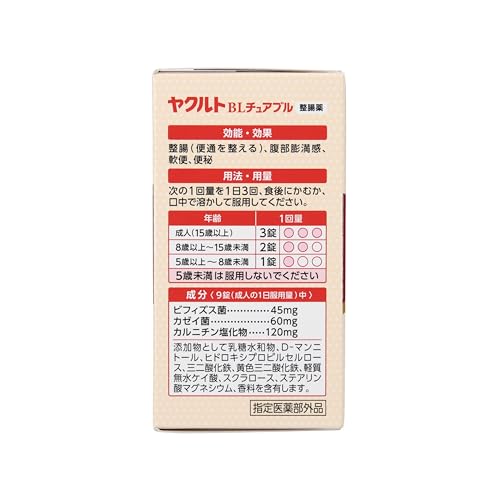 ヤクルト BLチュアブル 整腸薬
効能・効果
整腸(便通を整える)、腹部膨満感、
軟便、便秘
用法・用量
次の1回量を1日3回、食後にかむか、
口中で溶かして服用してください。
年齢 1回量
成人(15歳以上) 3錠
8歳以上〜15歳未満 2錠
5歳以上〜8歳未満 1錠
5歳未満は服用しないでください
成分〈9錠(成人の1日服用量)中〉
ビフィズス菌…………45mg
カゼイ菌………………60mg
カルニチン塩化物……120mg
添加物として乳糖水和物、D-マンニ
トール、ヒドロキシプロピルセルロー
ス、三二酸化鉄、黄色三二酸化鉄、軽質
無水ケイ酸、スクラロース、ステアリン
酸マグネシウム、香料を含有します。
指定医薬部外品